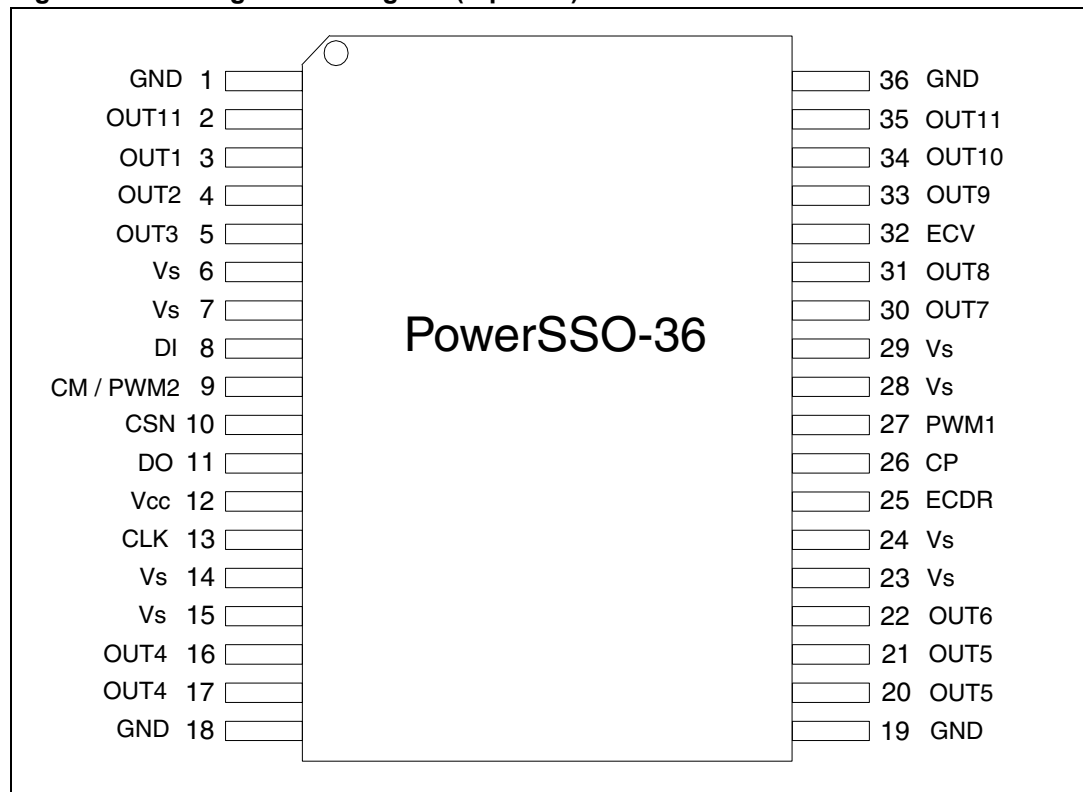 GND 1
OUT11 2
OUT1 3
OUT2 4
OUT3 5
Vs 6
Vs 7
DI 8
CM / PWM2 9
CSN 10
DO 11
Vcc 12
CLK 13
Vs 14
Vs 15
OUT4 16
OUT4 17
GND 18
PowerSSO-36
36 GND
35 OUT11
34 OUT10
33 OUT9
32 ECV
31 OUT8
30 OUT7
29 Vs
28 Vs
27 PWM1
26 CP
25 ECDR
24 Vs
23 Vs
22 OUT6
21 OUT5
20 OUT5
19 GND